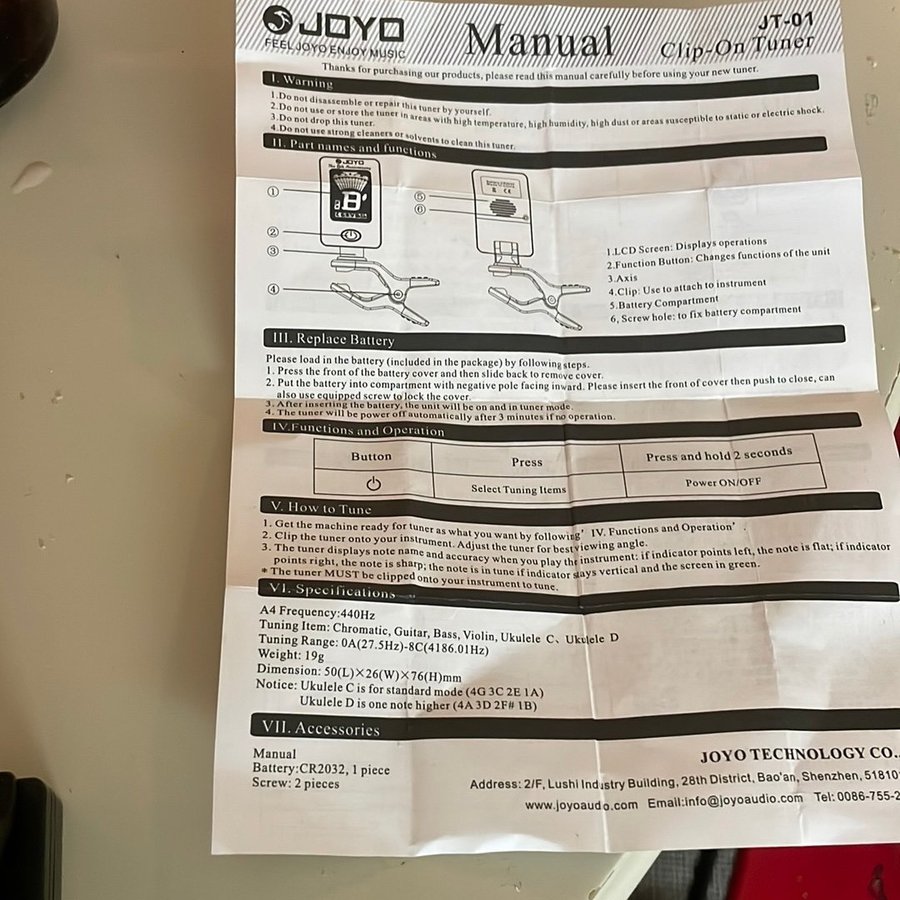 JOYO
FEEL JOYO ENJOY MUSIC
Manual
JT-01
Clip-On Tuner
Thanks for purchasing our products, please read this manual carefully before using your new tuner.
I. Warning
1.Do not disassemble or repair this tuner by yourself.
2.Do not use or store the tuner in areas with high temperature, high humidity, high dust or areas susceptible to static or electric shock.
3.Do not drop this tuner.
4.Do not use strong cleaners or solvents to clean this tuner.
II. Part names and functions
JOYO
B
①
②
③
④
⑤
⑥
1.LCD Screen: Displays operations
2.Function Button: Changes functions of the unit
3.Axis
4.Clip: Use to attach to instrument
5.Battery Compartment
6, Screw hole: to fix battery compartment
III. Replace Battery
Please load in the battery (included in the package) by following steps.
1. Press the front of the battery cover and then slide back to remove cover.
2. Put the battery into compartment with negative pole facing inward. Please insert the front of cover then push to close, can
also use equipped screw to lock the cover.
3. After inserting the battery, the unit will be on and in tuner mode.
4. The tuner will be power off automatically after 3 minutes if no operation.
IV.Functions and Operation
Button Press Press and hold 2 seconds
Select Tuning Items Power ON/OFF
V. How to Tune
1. Get the machine ready for tuner as what you want by following' IV. Functions and Operation' .
2. Clip the tuner onto your instrument. Adjust the tuner for best viewing angle.
3. The tuner displays note name and accuracy when you play the instrument: if indicator points left, the note is flat; if indicator
points right, the note is sharp; the note is in tune if indicator stays vertical and the screen in green.
* The tuner MUST be clipped onto your instrument to tune.
VI. Specifications
A4 Frequency:440Hz
Tuning Item: Chromatic, Guitar, Bass, Violin, Ukulele C、Ukulele D
Tuning Range: 0A(27.5Hz)-8C(4186.01Hz)
Weight: 19g
Dimension: 50(L)×26(W)×76(H)mm
Notice: Ukulele C is for standard mode (4G 3C 2E 1A)
Ukulele D is one note higher (4A 3D 2F# 1B)
VII. Accessories
Manual
Battery:CR2032, 1 piece
Screw: 2 pieces
JOYO TECHNOLOGY CO.,
Address: 2/F, Lushi Industry Building, 28th District, Bao'an, Shenzhen, 51810
www.joyoaudio.com Email:info@joyoaudio.com Tel: 0086-755-2